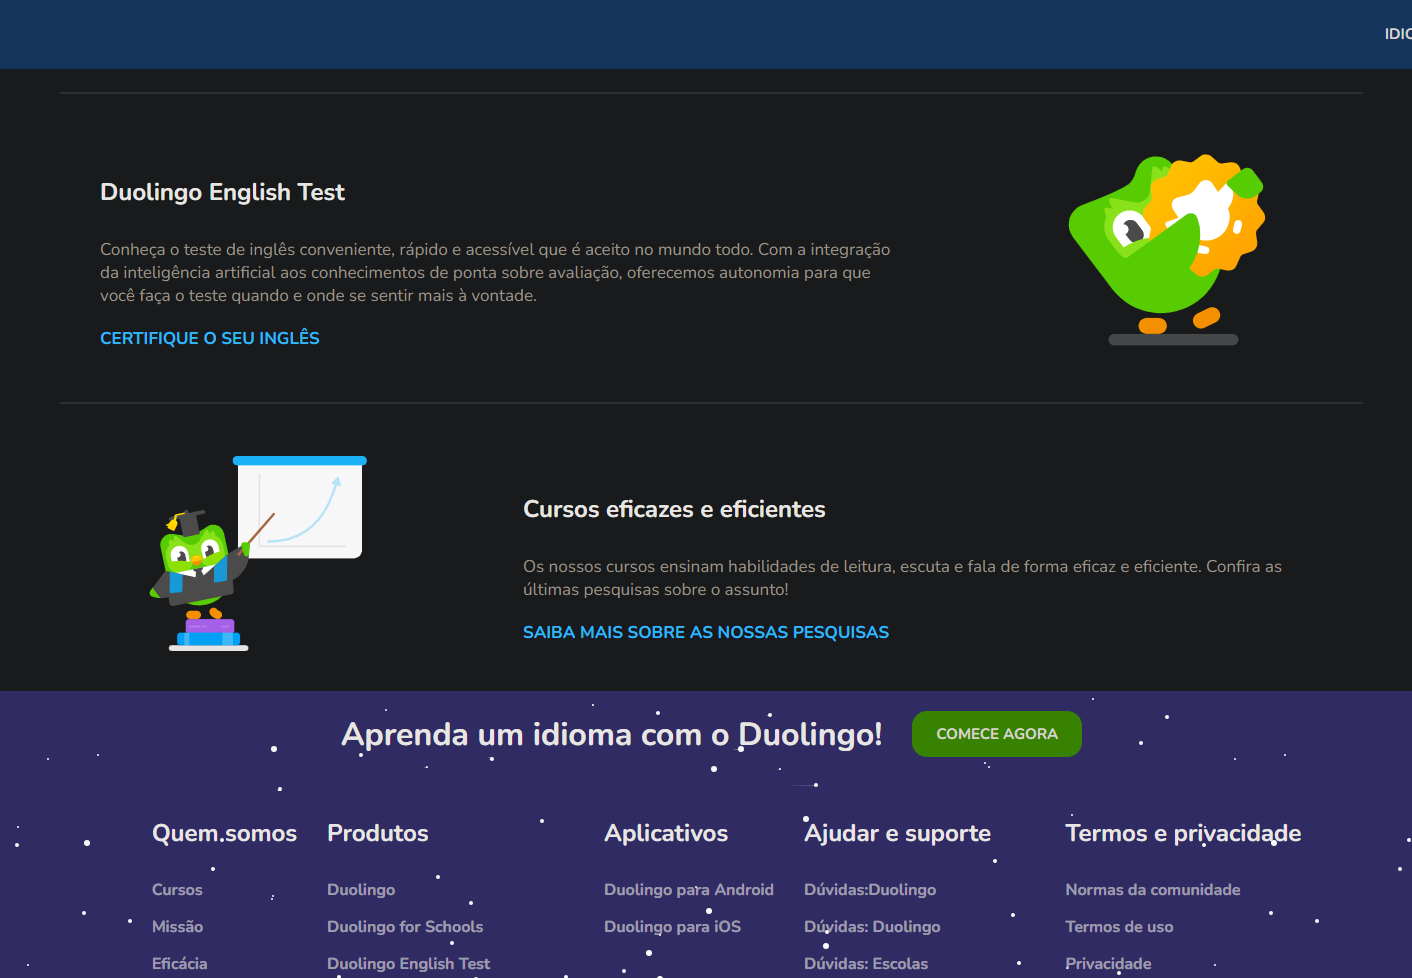 IDIO
Duolingo English Test
Conheça o teste de inglês conveniente, rápido e acessível que é aceito no mundo todo. Com a integração
da inteligência artificial aos conhecimentos de ponta sobre avaliação, oferecemos autonomia para que
você faça o teste quando e onde se sentir mais à vontade.
CERTIFIQUE O SEU INGLÊS
Cursos eficazes e eficientes
Os nossos cursos ensinam habilidades de leitura, escuta e fala de forma eficaz e eficiente. Confira as
últimas pesquisas sobre o assunto!
SAIBA MAIS SOBRE AS NOSSAS PESQUISAS
Aprenda um idioma com o Duolingo!
COMECE AGORA
Quem somos
Cursos
Missão
Eficácia
Produtos
Duolingo
Duolingo for Schools
Duolingo English Test
Aplicativos
Duolingo para Android
Duolingo para iOS
Ajudar e suporte
Dúvidas:Duolingo
Dúvidas: Duolingo
Dúvidas: Escolas
Termos e privacidade
Normas da comunidade
Termos de uso
Privacidade